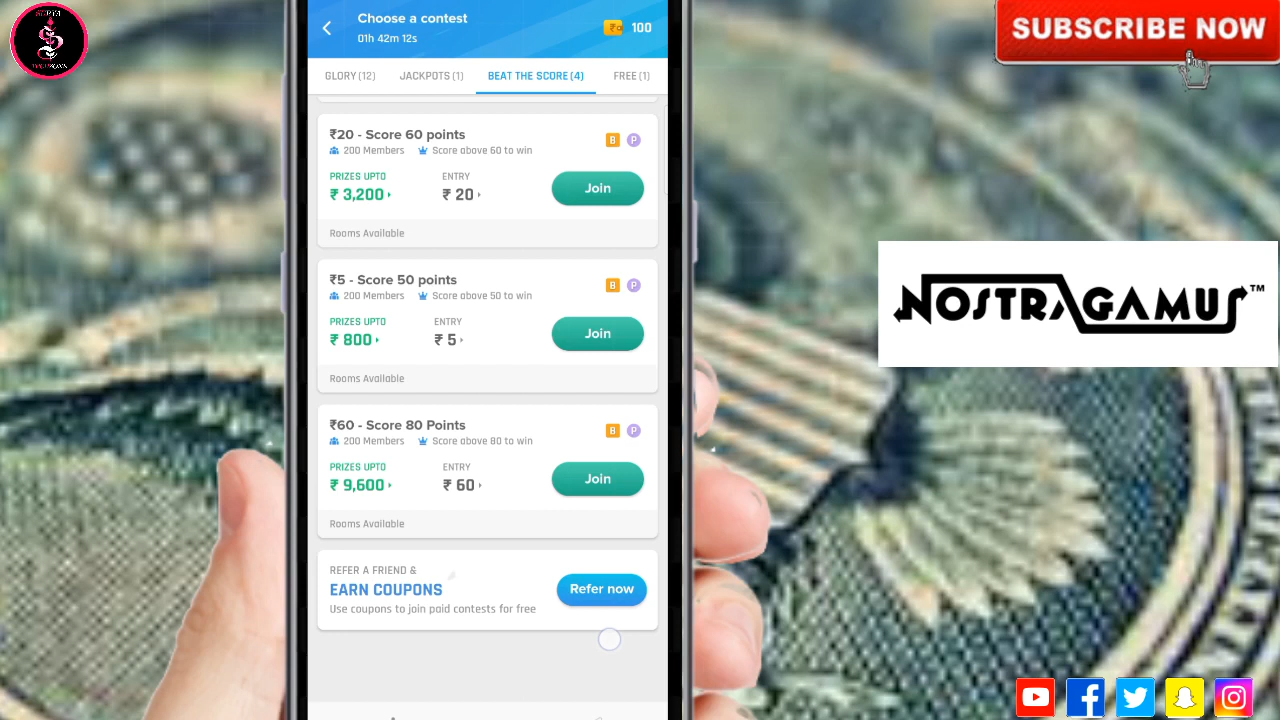 Choose a contest
01h 42m 12s
100
GLORY (12) JACKPOTS (1) BEAT THE SCORE (4) FREE (1)
₹20 - Score 60 points
B P
200 Members Score above 60 to win
PRIZES UPTO ENTRY
₹ 3,200 ₹ 20
Join
Rooms Available
₹5 - Score 50 points
B P
200 Members Score above 50 to win
PRIZES UPTO ENTRY
₹ 800 ₹ 5
Join
Rooms Available
₹60 - Score 80 Points
B P
200 Members Score above 80 to win
PRIZES UPTO ENTRY
₹ 9,600 ₹ 60
Join
Rooms Available
REFER A FRIEND &
EARN COUPONS
Use coupons to join paid contests for free
Refer now
SUBSCRIBE NOW
NOSTRAGAMUS™